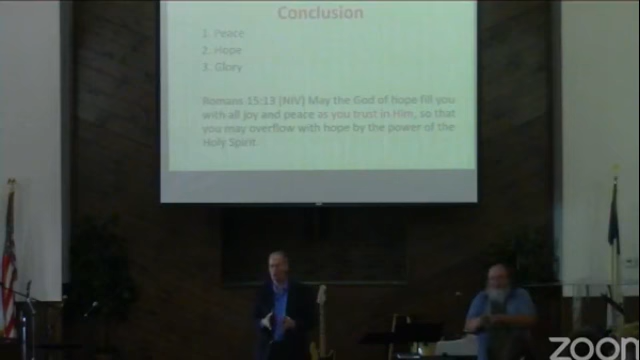 Conclusion
1. Peace
2. Hope
3. Glory
Romans 15:13 (NIV) May the God of hope fill you
with all joy and peace as you trust in Him, so that
you may overflow with hope by the power of the
Holy Spirit
zoom